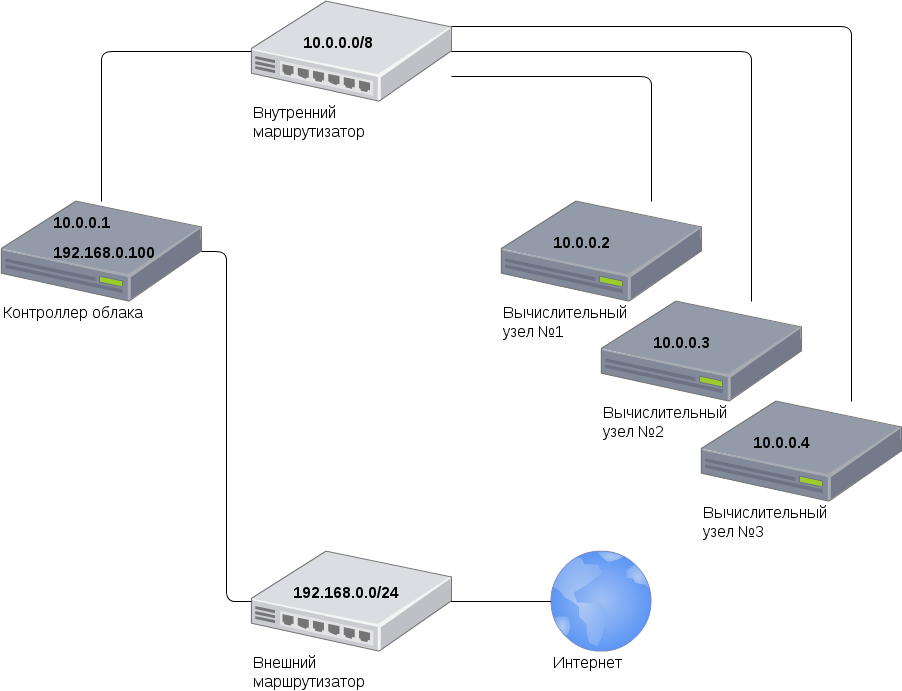 10.0.0.0/8
Внутренний
маршрутизатор
10.0.0.1
192.168.0.100
Контроллер облака
10.0.0.2
Вычислительный
узел №1
10.0.0.3
Вычислительный
узел №2
10.0.0.4
Вычислительный
узел №3
192.168.0.0/24
Внешний
маршрутизатор
Интернет